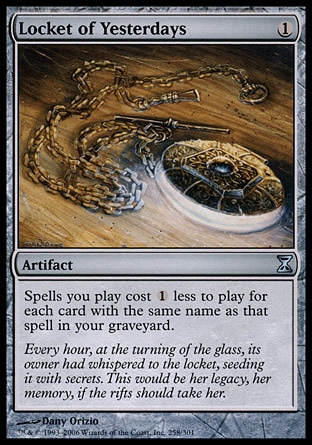 Locket of Yesterdays 1
Artifact
Spells you play cost 1 less to play for
each card with the same name as that
spell in your graveyard.
Every hour, at the turning of the glass, its
owner had whispered to the locket, seeding
it with secrets. This would be her legacy, her
memory, if the rifts should take her.
Dany Orizio
™ & © 1993–2006 Wizards of the Coast, Inc. 258/301